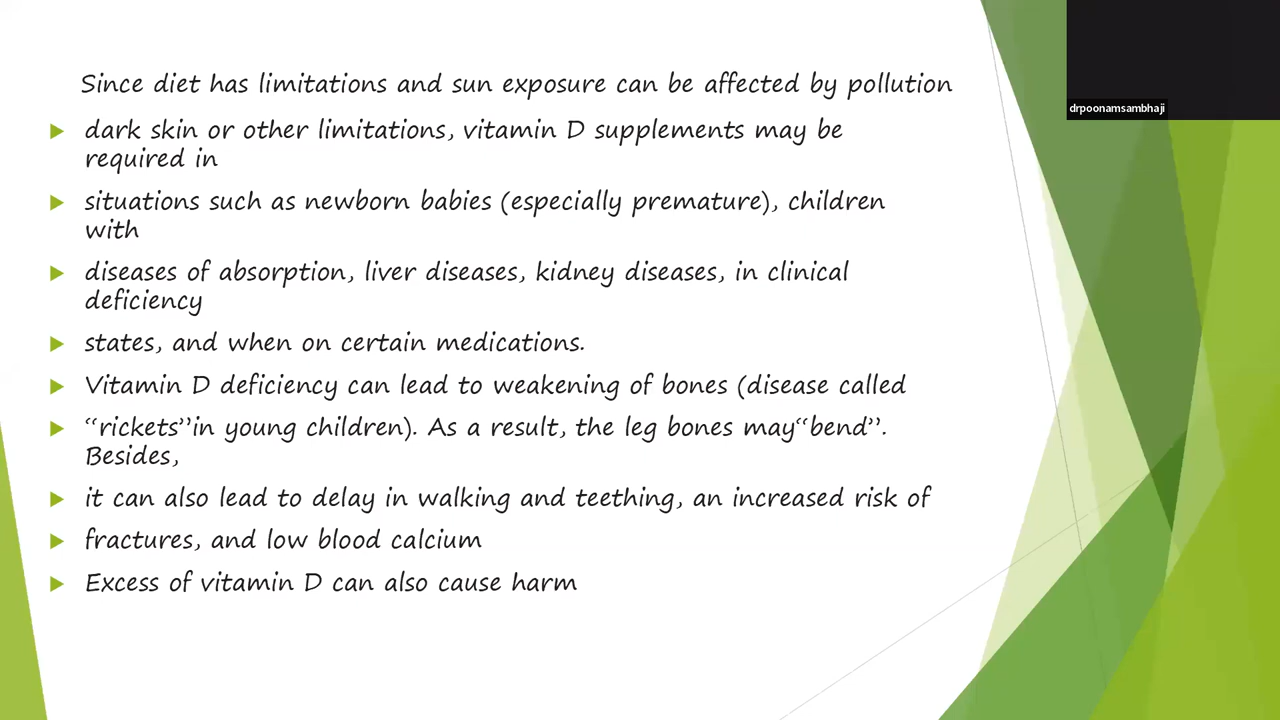 Since diet has limitations and sun exposure can be affected by pollution
drpoonamsambhaji
dark skin or other limitations, vitamin D supplements may be
required in
situations such as newborn babies (especially premature), children
with
diseases of absorption, liver diseases, kidney diseases, in clinical
deficiency
states, and when on certain medications.
Vitamin D deficiency can lead to weakening of bones (disease called
“rickets”in young children). As a result, the leg bones may“bend”.
Besides,
it can also lead to delay in walking and teething, an increased risk of
fractures, and low blood calcium
Excess of vitamin D can also cause harm